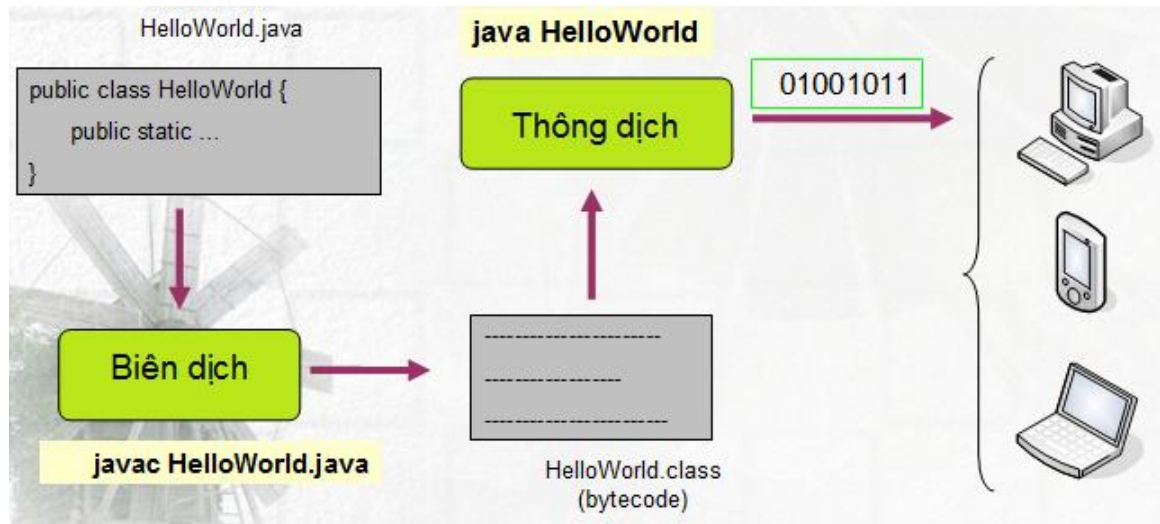 HelloWorld.java
public class HelloWorld {
public static ...
}
Biên dịch
javac HelloWorld.java
HelloWorld.class
(bytecode)
java HelloWorld
Thông dịch
01001011